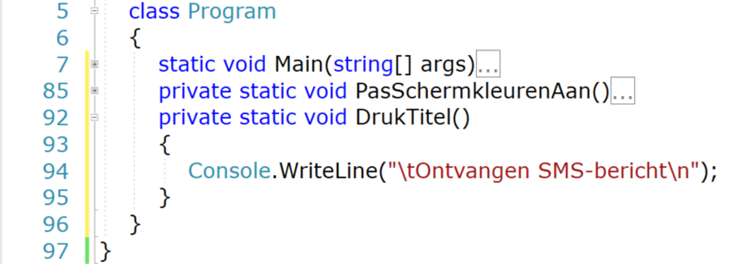 5 class Program
6 {
7 static void Main(string[] args)...
85 private static void PasSchermkleurenAan()...
92 private static void DrukTitel()
93 {
94 Console.WriteLine("\tOntvangen SMS-bericht\n");
95 }
96 }
97 }